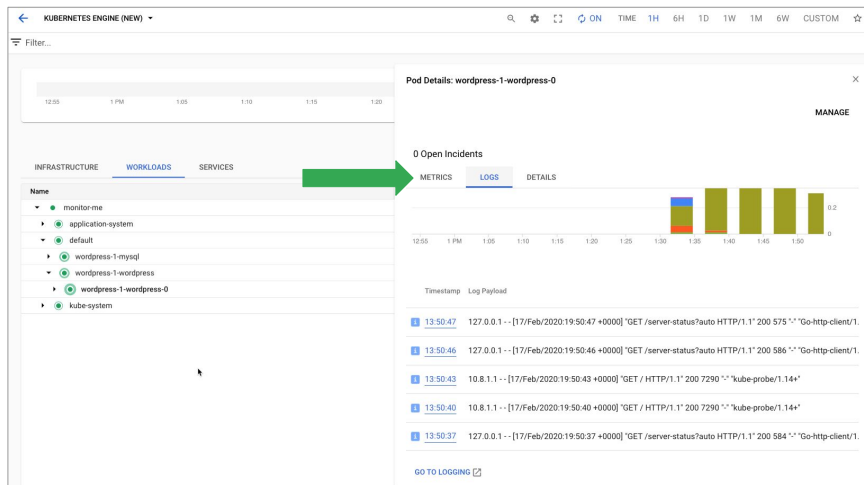 KUBERNETES ENGINE (NEW)
ON TIME 1H 6H 1D 1W 1M 6W CUSTOM
Filter...
12:55 1 PM 1:05 1:10 1:15 1:20
INFRASTRUCTURE WORKLOADS SERVICES
Name
monitor-me
application-system
default
wordpress-1-mysql
wordpress-1-wordpress
wordpress-1-wordpress-0
kube-system
Pod Details: wordpress-1-wordpress-0
MANAGE
0 Open Incidents
METRICS LOGS DETAILS
0.2
0
12:55 1 PM 1:05 1:10 1:15 1:20 1:25 1:30 1:35 1:40 1:45 1:50
Timestamp Log Payload
i 13:50:47 127.0.0.1 - - [17/Feb/2020:19:50:47 +0000] "GET /server-status?auto HTTP/1.1" 200 575 "-" "Go-http-client/1.
i 13:50:46 127.0.0.1 - - [17/Feb/2020:19:50:46 +0000] "GET /server-status?auto HTTP/1.1" 200 586 "-" "Go-http-client/1.
i 13:50:43 10.8.1.1 - - [17/Feb/2020:19:50:43 +0000] "GET / HTTP/1.1" 200 7290 "-" "kube-probe/1.14+"
i 13:50:40 10.8.1.1 - - [17/Feb/2020:19:50:40 +0000] "GET / HTTP/1.1" 200 7290 "-" "kube-probe/1.14+"
i 13:50:37 127.0.0.1 - - [17/Feb/2020:19:50:37 +0000] "GET /server-status?auto HTTP/1.1" 200 584 "-" "Go-http-client/1.
GO TO LOGGING